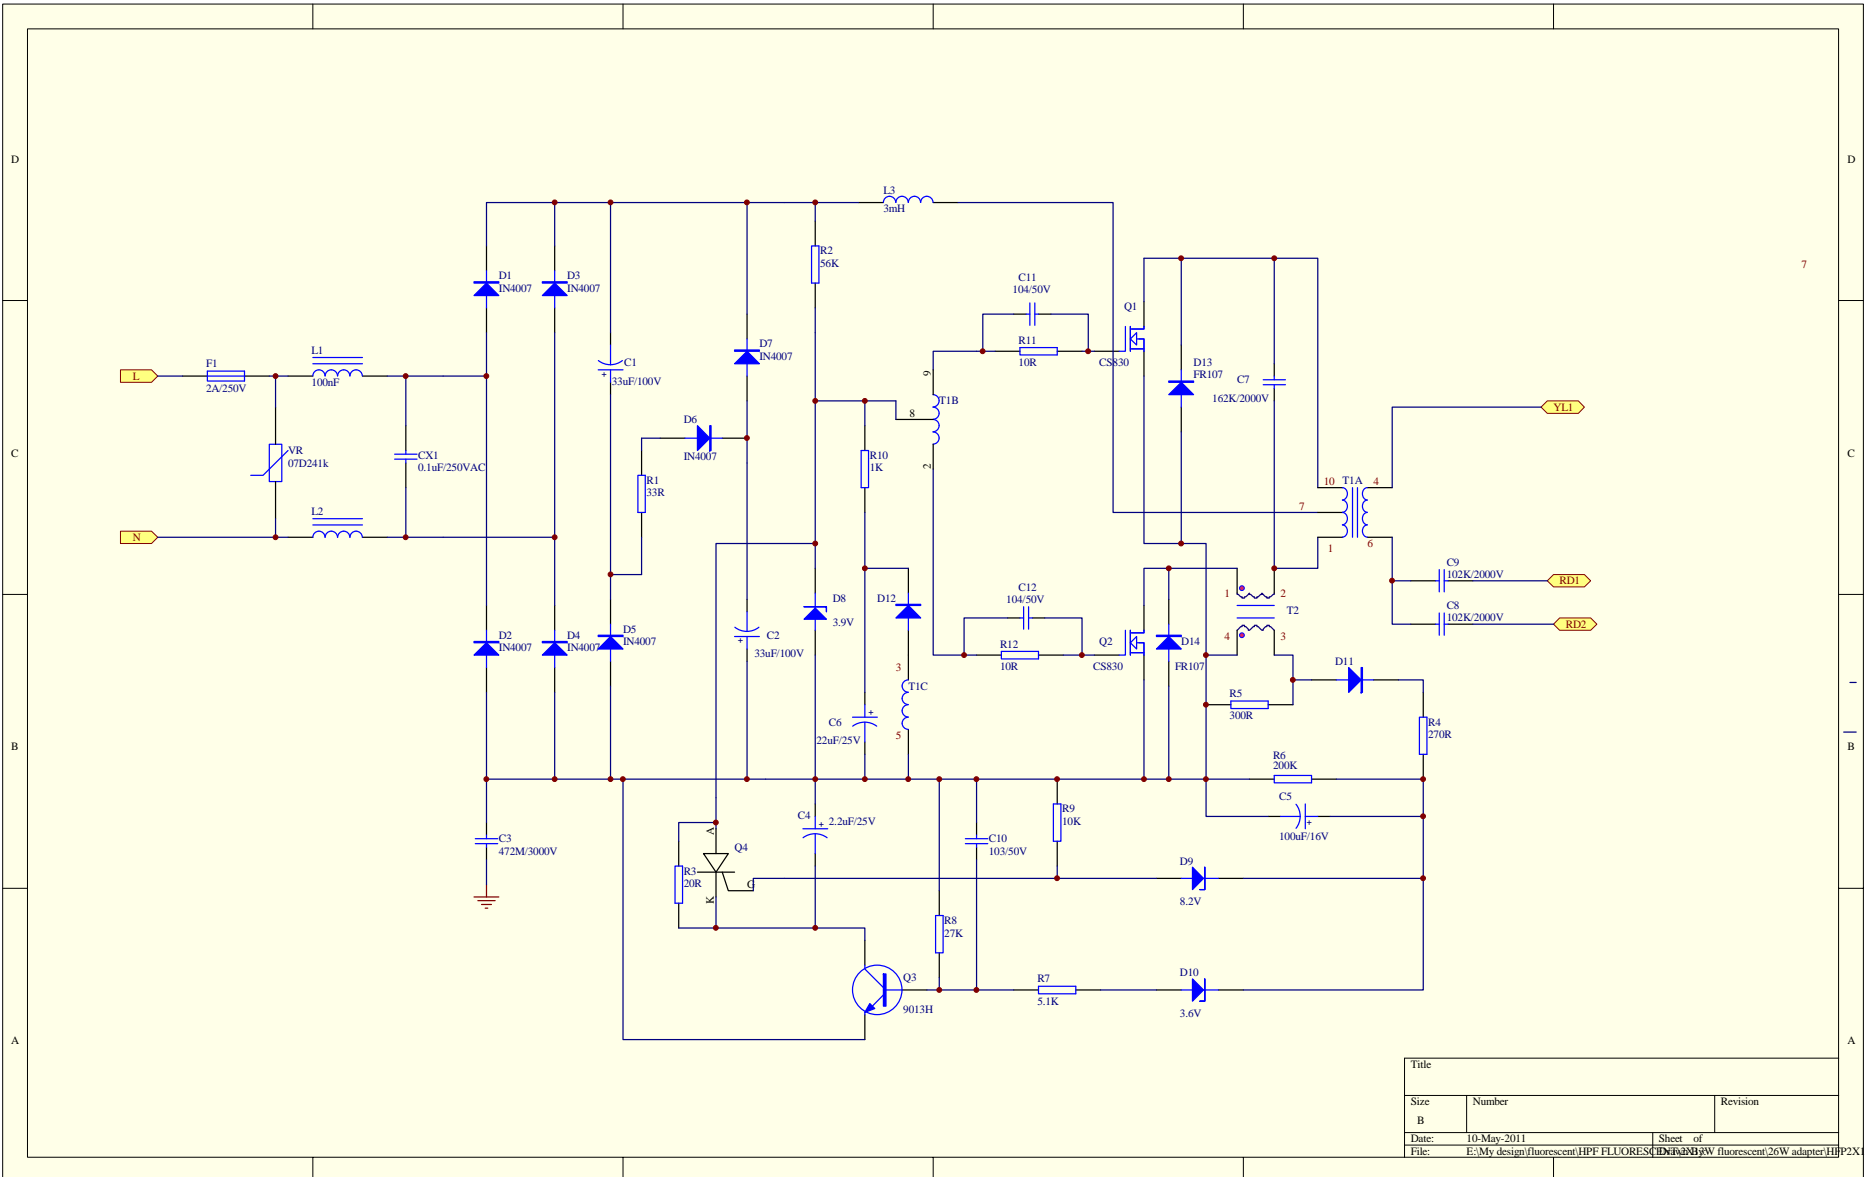 D
D
L3
3mH
R2
56K
7
D1
IN4007
D3
IN4007
C11
104/50V
Q1
D7
IN4007
R11
10R
CS830
F1
2A/250V
L1
100nF
C1
33uF/100V
D13
FR107
C7
162K/2000V
L
9
T1B
8
2
YL1
D6
IN4007
C
C
VR
07D241k
CX1
0.1uF/250VAC
R10
1K
R1
33R
10
T1A
4
7
1
6
L2
N
C9
102K/2000V
RD1
C8
102K/2000V
RD2
D8
3.9V
D12
C12
104/50V
1
2
T2
4
3
D2
IN4007
D4
IN4007
D5
IN4007
C2
33uF/100V
R12
10R
Q2
CS830
D14
FR107
D11
3
T1C
5
R5
300R
C6
22uF/25V
R4
270R
B
B
R6
200K
C5
100uF/16V
C4
2.2uF/25V
R9
10K
C3
472M/3000V
A
Q4
G
K
R3
20R
C10
103/50V
D9
8.2V
R8
27K
Q3
9013H
R7
5.1K
D10
3.6V
A
A
Title
Size
Number
Revision
B
Date:
10-May-2011
Sheet of
File:
E:\My design\fluorescent\HPF fluorescent\26W adapter\